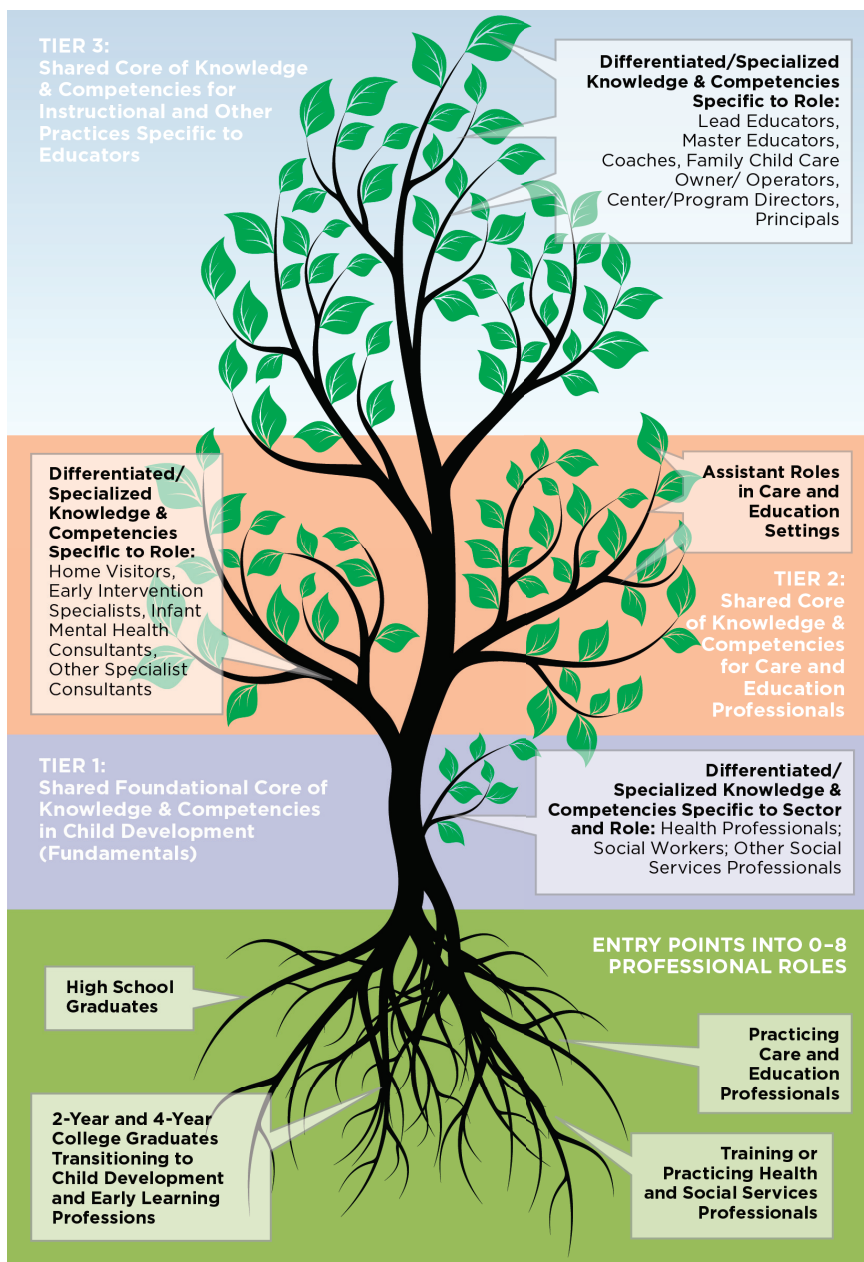 TIER 3:
Shared Core of Knowledge
& Competencies for
Instructional and Other
Practices Specific to
Educators
Differentiated/Specialized
Knowledge & Competencies
Specific to Role:
Lead Educators,
Master Educators,
Coaches, Family Child Care
Owner/ Operators,
Center/Program Directors,
Principals
Differentiated/
Specialized
Knowledge &
Competencies
Specific to Role:
Home Visitors,
Early Intervention
Specialists, Infant
Mental Health
Consultants,
Other Specialist
Consultants
Assistant Roles
in Care and
Education
Settings
TIER 2:
Shared Core
of Knowledge &
Competencies
for Care and
Education
Professionals
TIER 1:
Shared Foundational Core of
Knowledge & Competencies
in Child Development
(Fundamentals)
Differentiated/
Specialized Knowledge &
Competencies Specific to Sector
and Role: Health Professionals;
Social Workers; Other Social
Services Professionals
ENTRY POINTS INTO 0–8
PROFESSIONAL ROLES
High School
Graduates
Practicing
Care and
Education
Professionals
2-Year and 4-Year
College Graduates
Transitioning to
Child Development
and Early Learning
Professions
Training or
Practicing Health
and Social Services
Professionals